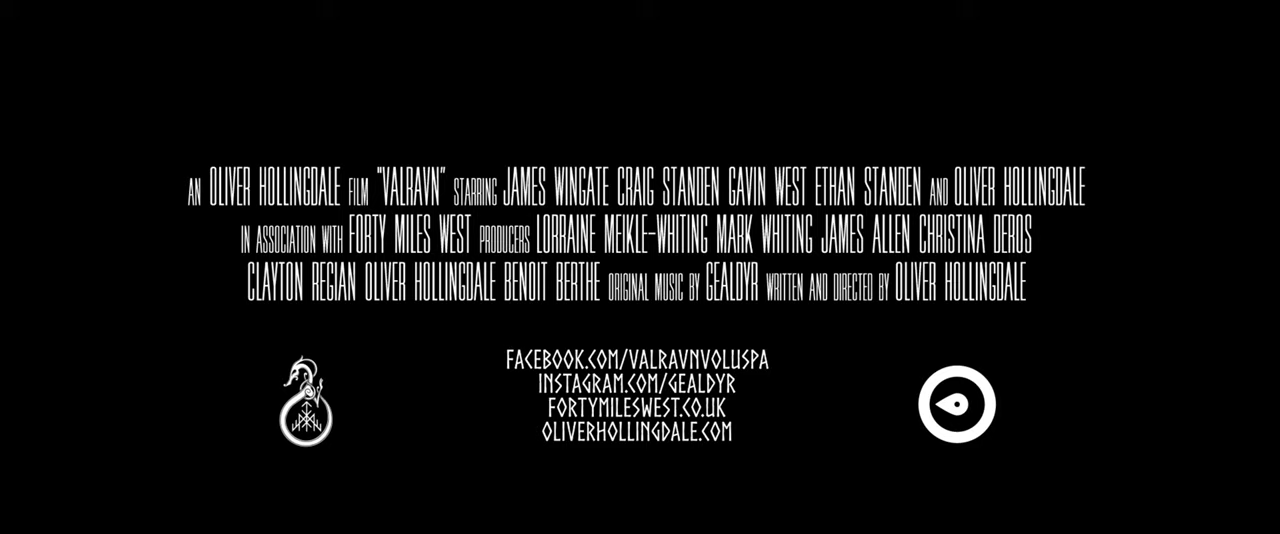 AN OLIVER HOLLINGDALE FILM "VALRAVN" STARRING JAMES WINGATE CRAIG STANDEN GAVIN WEST ETHAN STANDEN AND OLIVER HOLLINGDALE
IN ASSOCIATION WITH FORTY MILES WEST PRODUCERS LORRAINE MEIKLE-WHITING MARK WHITING JAMES ALLEN CHRISTINA DEROS
CLAYTON REGIAN OLIVER HOLLINGDALE BENOIT BERTHE ORIGINAL MUSIC BY GEALDYR WRITTEN AND DIRECTED BY OLIVER HOLLINGDALE
FACEBOOK.COM/VALRAVNVOLUSPA
INSTAGRAM.COM/GEALDYR
FORTYMILESWEST.CO.UK
OLIVERHOLLINGDALE.COM